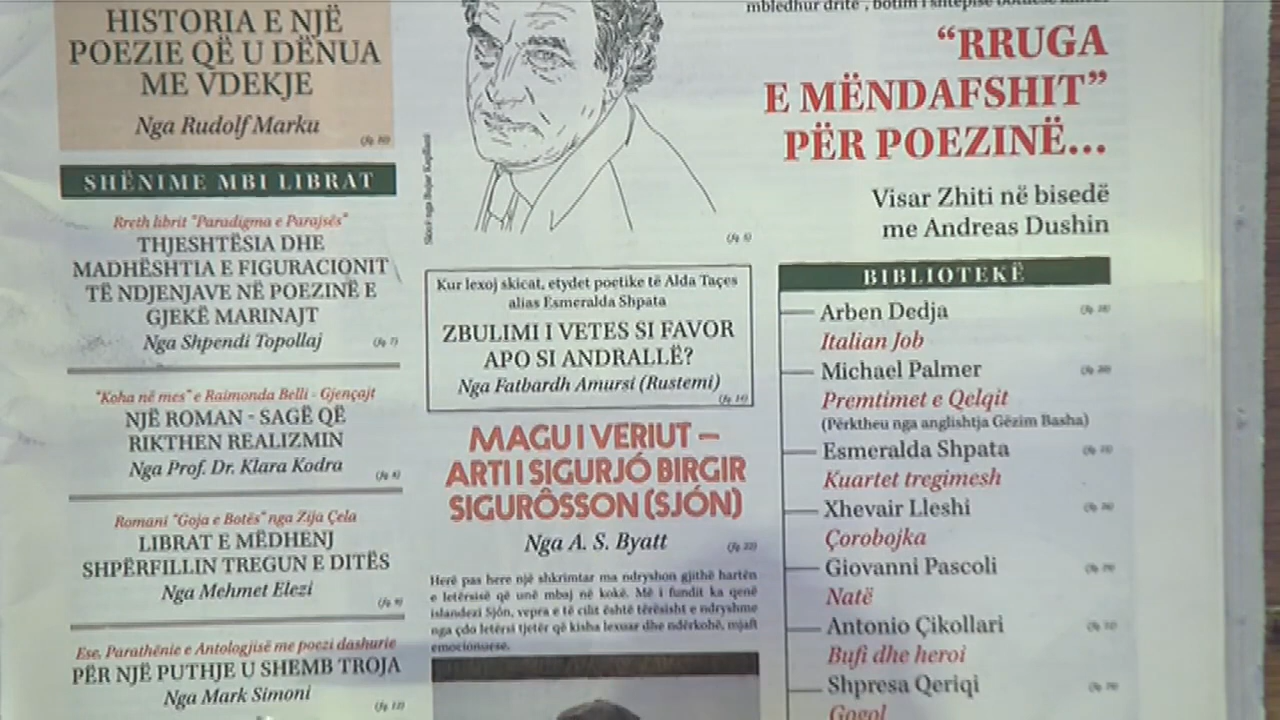 HISTORIA E NJË
POEZIE QË U DËNUA
ME VDEKJE
Nga Rudolf Marku
SHËNIME MBI LIBRAT
Rreth librit "Paradigma e Parajsës"
THJESHTËSIA DHE
MADHËSHTIA E FIGURACIONIT
TË NDJENJAVE NË POEZINË E
GJEKË MARINAJT
Nga Shpendi Topollaj
(fq 7)
"Koha në mes" e Raimonda Belli - Gjençajt
NJË ROMAN - SAGË QË
RIKTHEN REALIZMIN
Nga Prof. Dr. Klara Kodra
Romani "Goja e Botës" nga Zija Çela
LIBRAT E MËDHENJ
SHPËRFILLIN TREGUN E DITËS
Nga Mehmet Elezi
Ese, Parathënie e Antologjisë me poezi dashurie
PËR NJË PUTHJE U SHEMB TROJA
Nga Mark Simoni
(fq 12)
Kur lexoj skicat, etydet poetike të Alda Taçes
alias Esmeralda Shpata
ZBULIMI I VETES SI FAVOR
APO SI ANDRALLË?
Nga Fatbardh Amursi (Rustemi)
(fq 14)
MAGU I VERIUT –
ARTI I SIGURJÓ BIRGIR
SIGURÔSSON (SJÓN)
Nga A. S. Byatt
(fq 22)
Herë pas here një shkrimtar ma ndryshon gjithë hartën
e letërsisë që unë mbaj në kokë. Më i fundit ka qenë
islandezi Sjón, vepra e të cilit është tërësisht e ndryshme
nga çdo letërsi tjetër që kisha lexuar dhe ndërkohë, mjaft
emocionuese.
"RRUGA
E MËNDAFSHIT"
PËR POEZINË...
Visar Zhiti në bisedë
me Andreas Dushin
BIBLIOTEKË
Arben Dedja
Italian Job
Michael Palmer
Premtimet e Qelqit
(Përktheu nga anglishtja Gëzim Basha)
Esmeralda Shpata
Kuartet tregimesh
Xhevair Lleshi
Çorobojka
Giovanni Pascoli
Natë
Antonio Çikollari
Bufi dhe heroi
Shpresa Qeriqi
Gogol